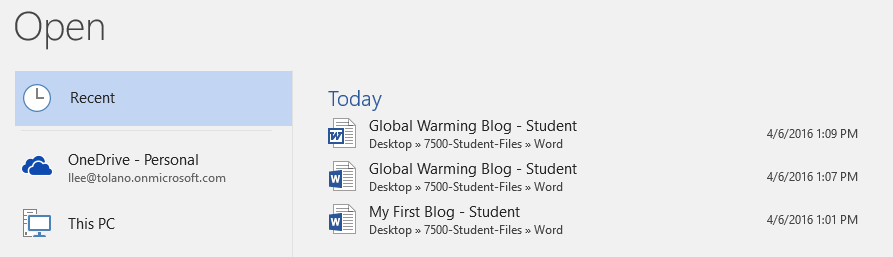 Open
Recent
OneDrive - Personal
llee@tolano.onmicrosoft.com
This PC
Today
Global Warming Blog - Student
Desktop » 7500-Student-Files » Word
4/6/2016 1:09 PM
Global Warming Blog - Student
Desktop » 7500-Student-Files » Word
4/6/2016 1:07 PM
My First Blog - Student
Desktop » 7500-Student-Files » Word
4/6/2016 1:01 PM